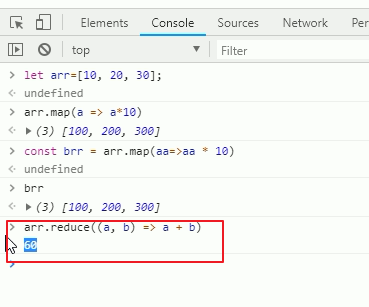 Elements Console Sources Network Per
top Filter
> let arr=[10, 20, 30];
< undefined
> arr.map(a => a*10)
< ▶ (3) [100, 200, 300]
> const brr = arr.map(aa=>aa * 10)
< undefined
> brr
< ▶ (3) [100, 200, 300]
> arr.reduce((a, b) => a + b)
< 60
>